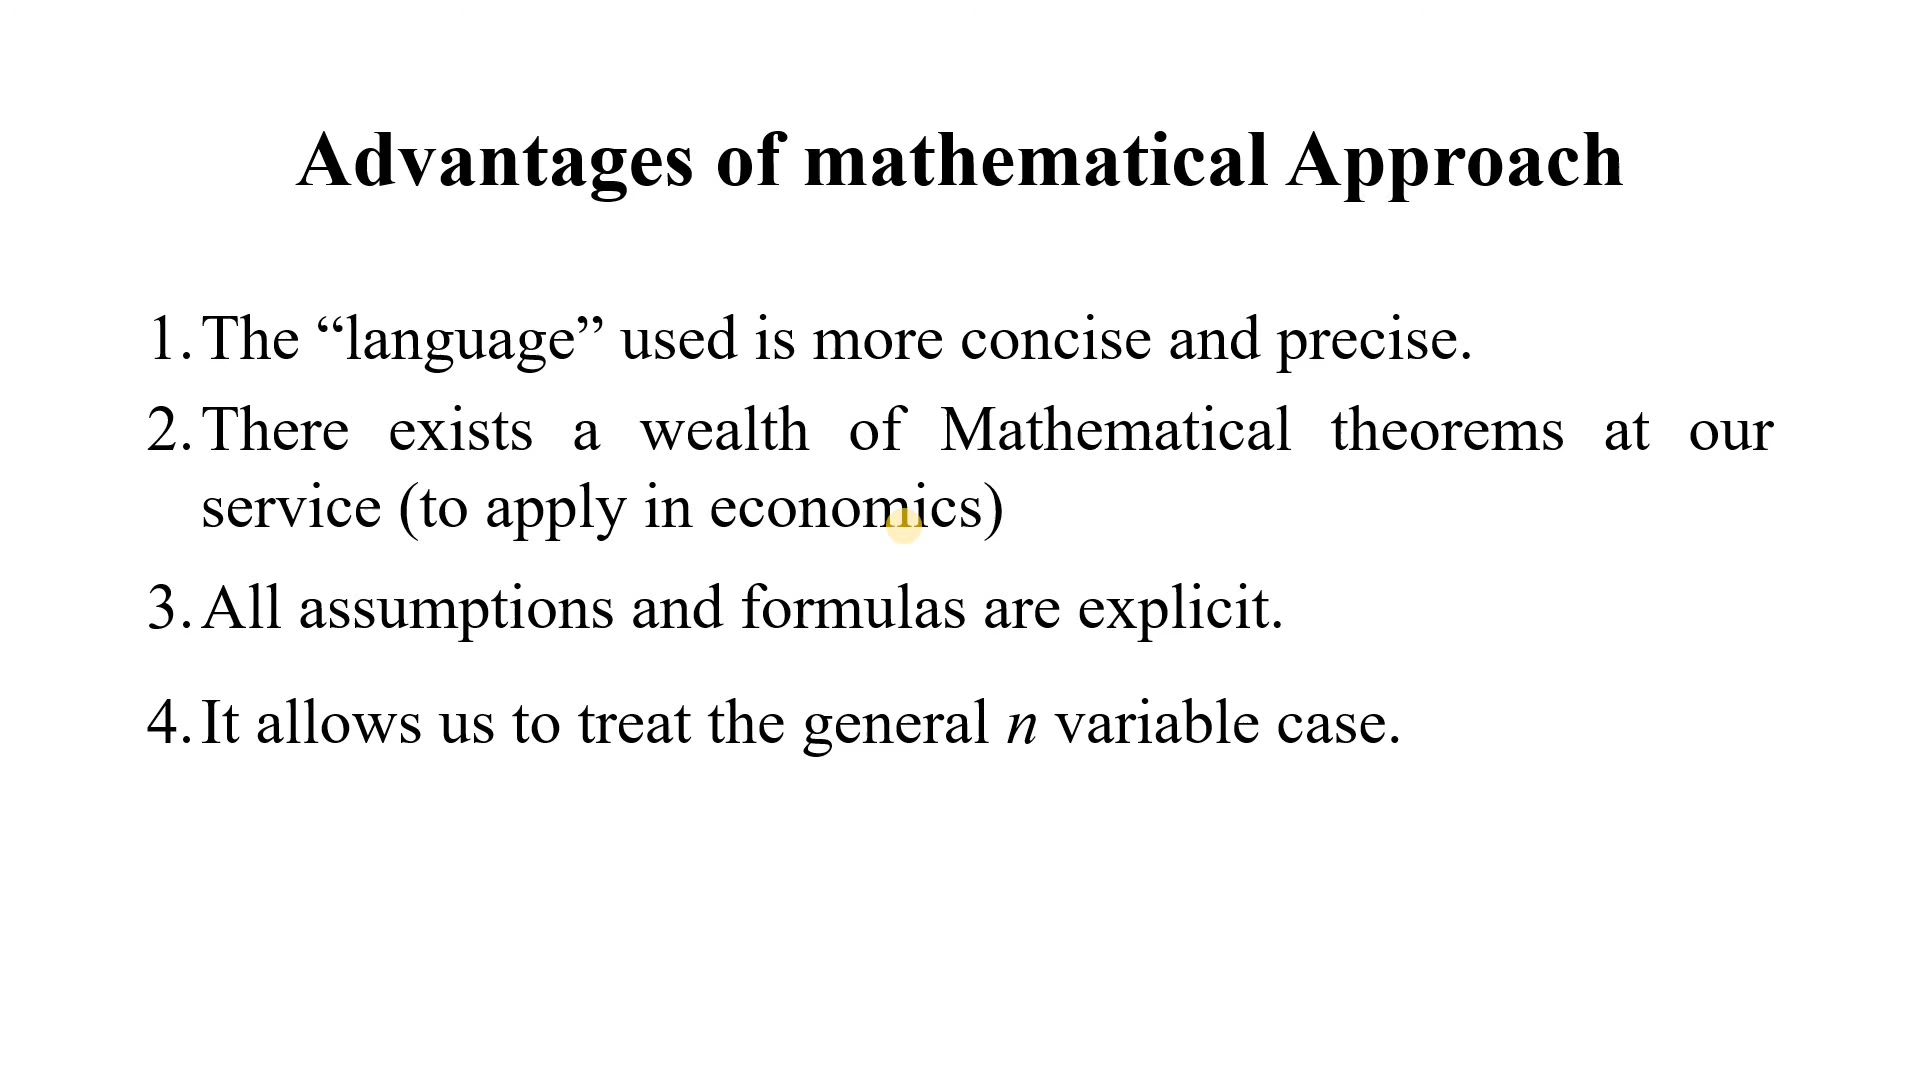 Advantages of mathematical Approach
1. The “language” used is more concise and precise.
2. There exists a wealth of Mathematical theorems at our
service (to apply in economics)
3. All assumptions and formulas are explicit.
4. It allows us to treat the general n variable case.